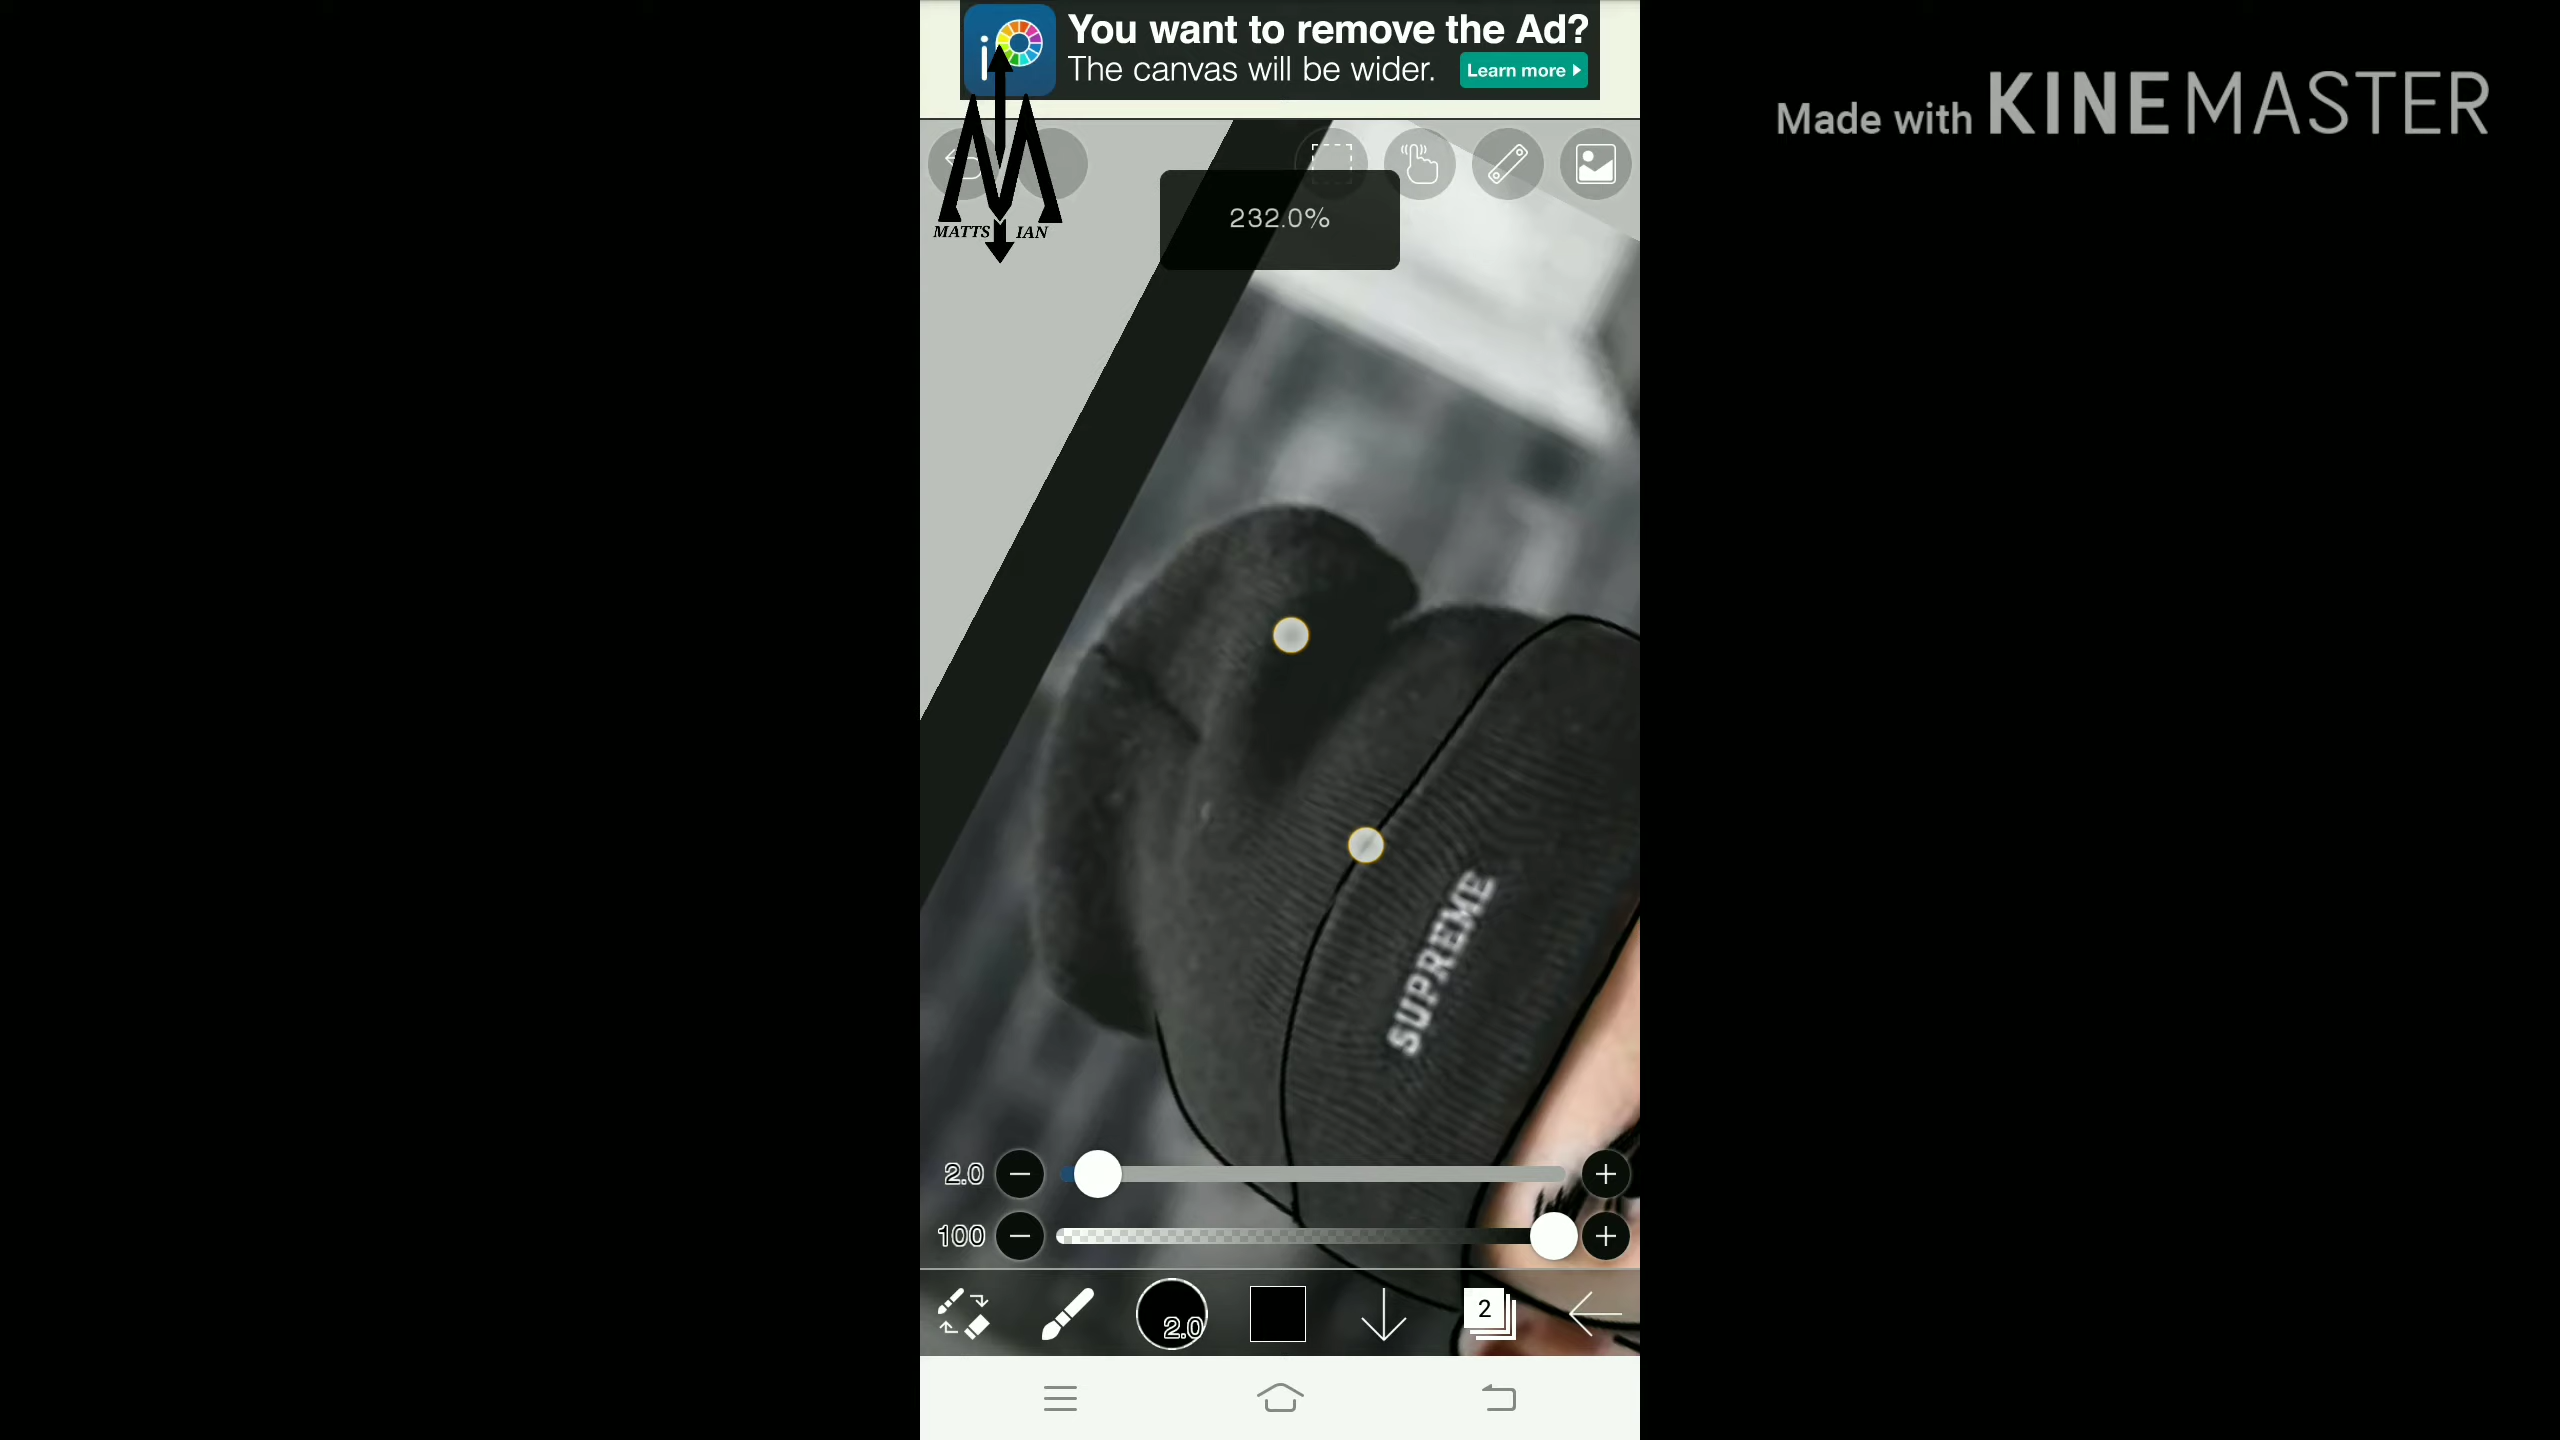 You want to remove the Ad?
The canvas will be wider.
Learn more
Made with KINEMASTER
MATTS IAN
232.0%
SUPREME
2.0
100
2.0
2